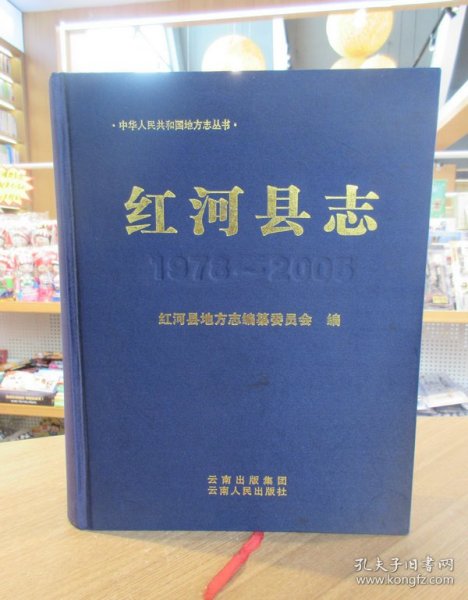 ·中华人民共和国地方志丛书·
红河县志
1978—2005
红河县地方志编纂委员会 编
云南出版集团
云南人民出版社
孔夫子旧书网
www.kongfz.com